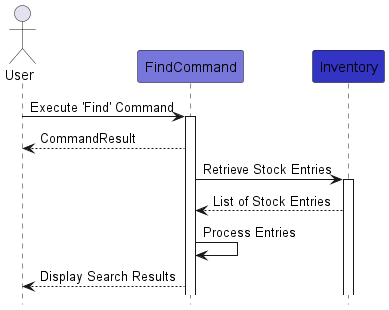 User
FindCommand
Inventory
Execute 'Find' Command
CommandResult
Retrieve Stock Entries
List of Stock Entries
Process Entries
Display Search Results